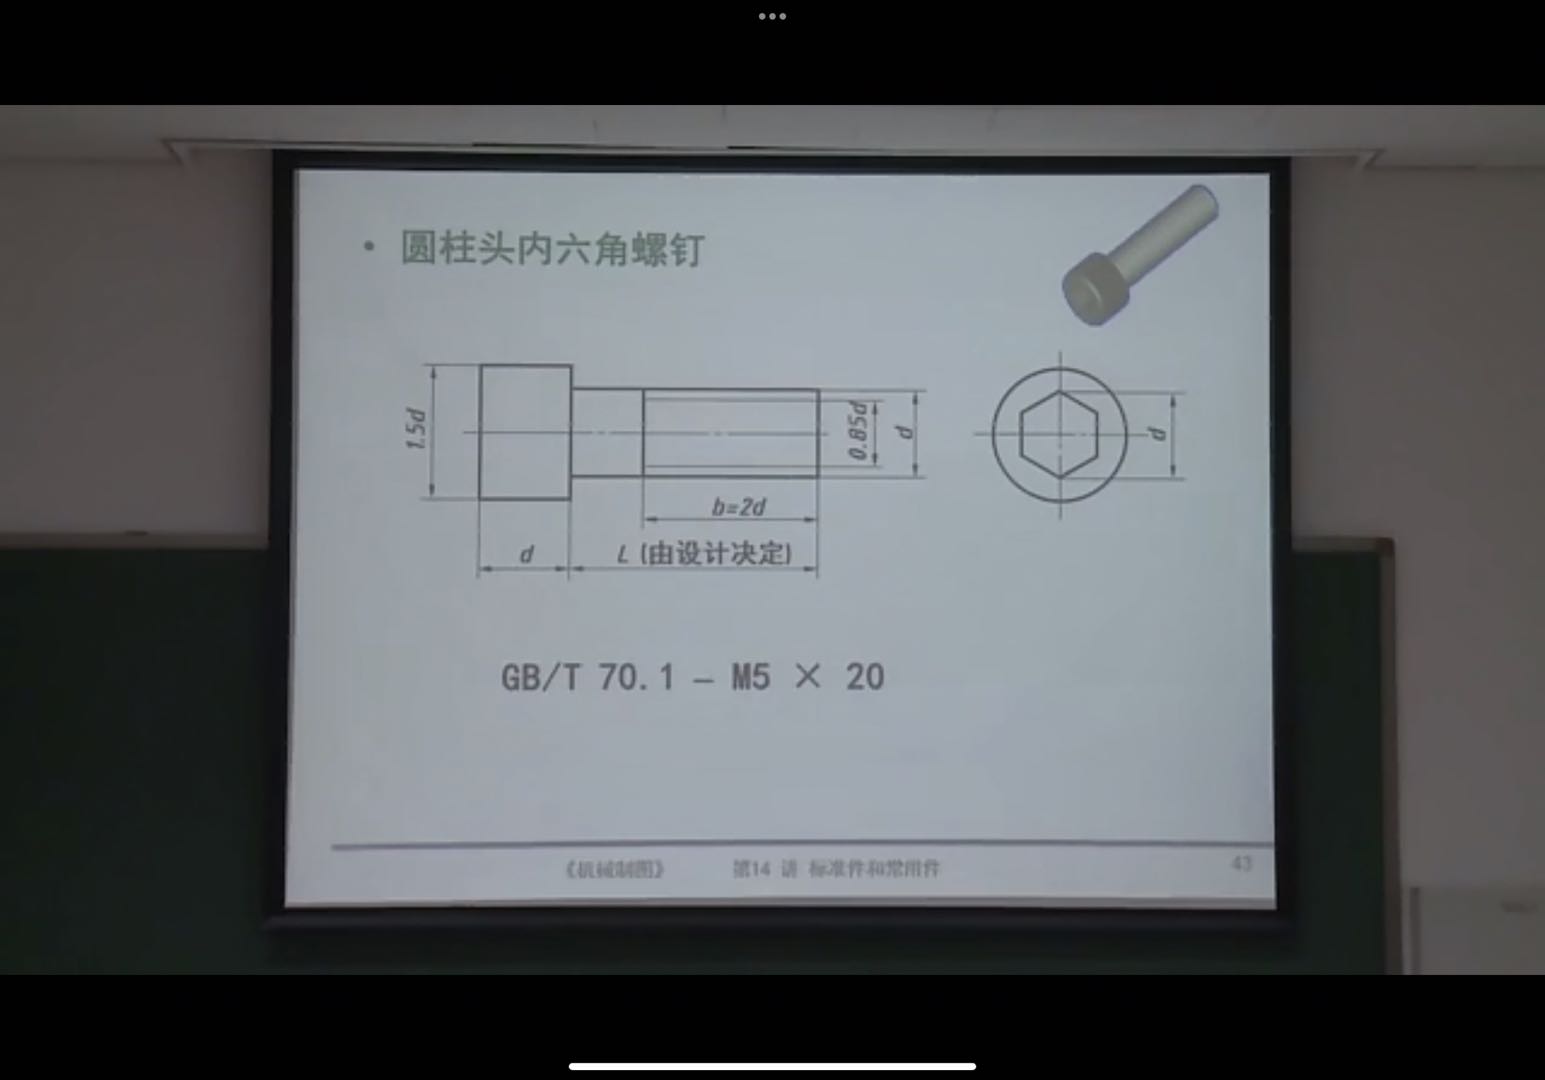 • 圆柱头内六角螺钉
1.5d
0.85d
d
d
b=2d
d
L (由设计决定)
GB/T 70.1 — M5 × 20
《机械制图》 第14 讲 标准件和常用件 43